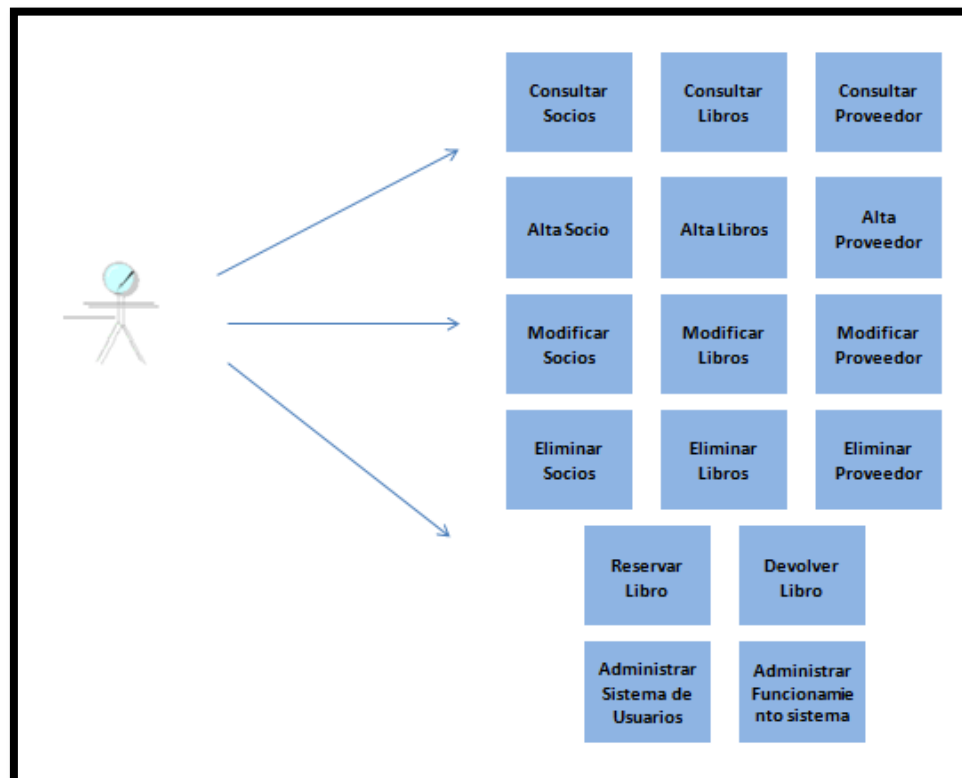 Consultar
Socios
Consultar
Libros
Consultar
Proveedor
Alta Socio
Alta Libros
Alta
Proveedor
Modificar
Socios
Modificar
Libros
Modificar
Proveedor
Eliminar
Socios
Eliminar
Libros
Eliminar
Proveedor
Reservar
Libro
Devolver
Libro
Administrar
Sistema de
Usuarios
Administrar
Funcionamie
nto sistema